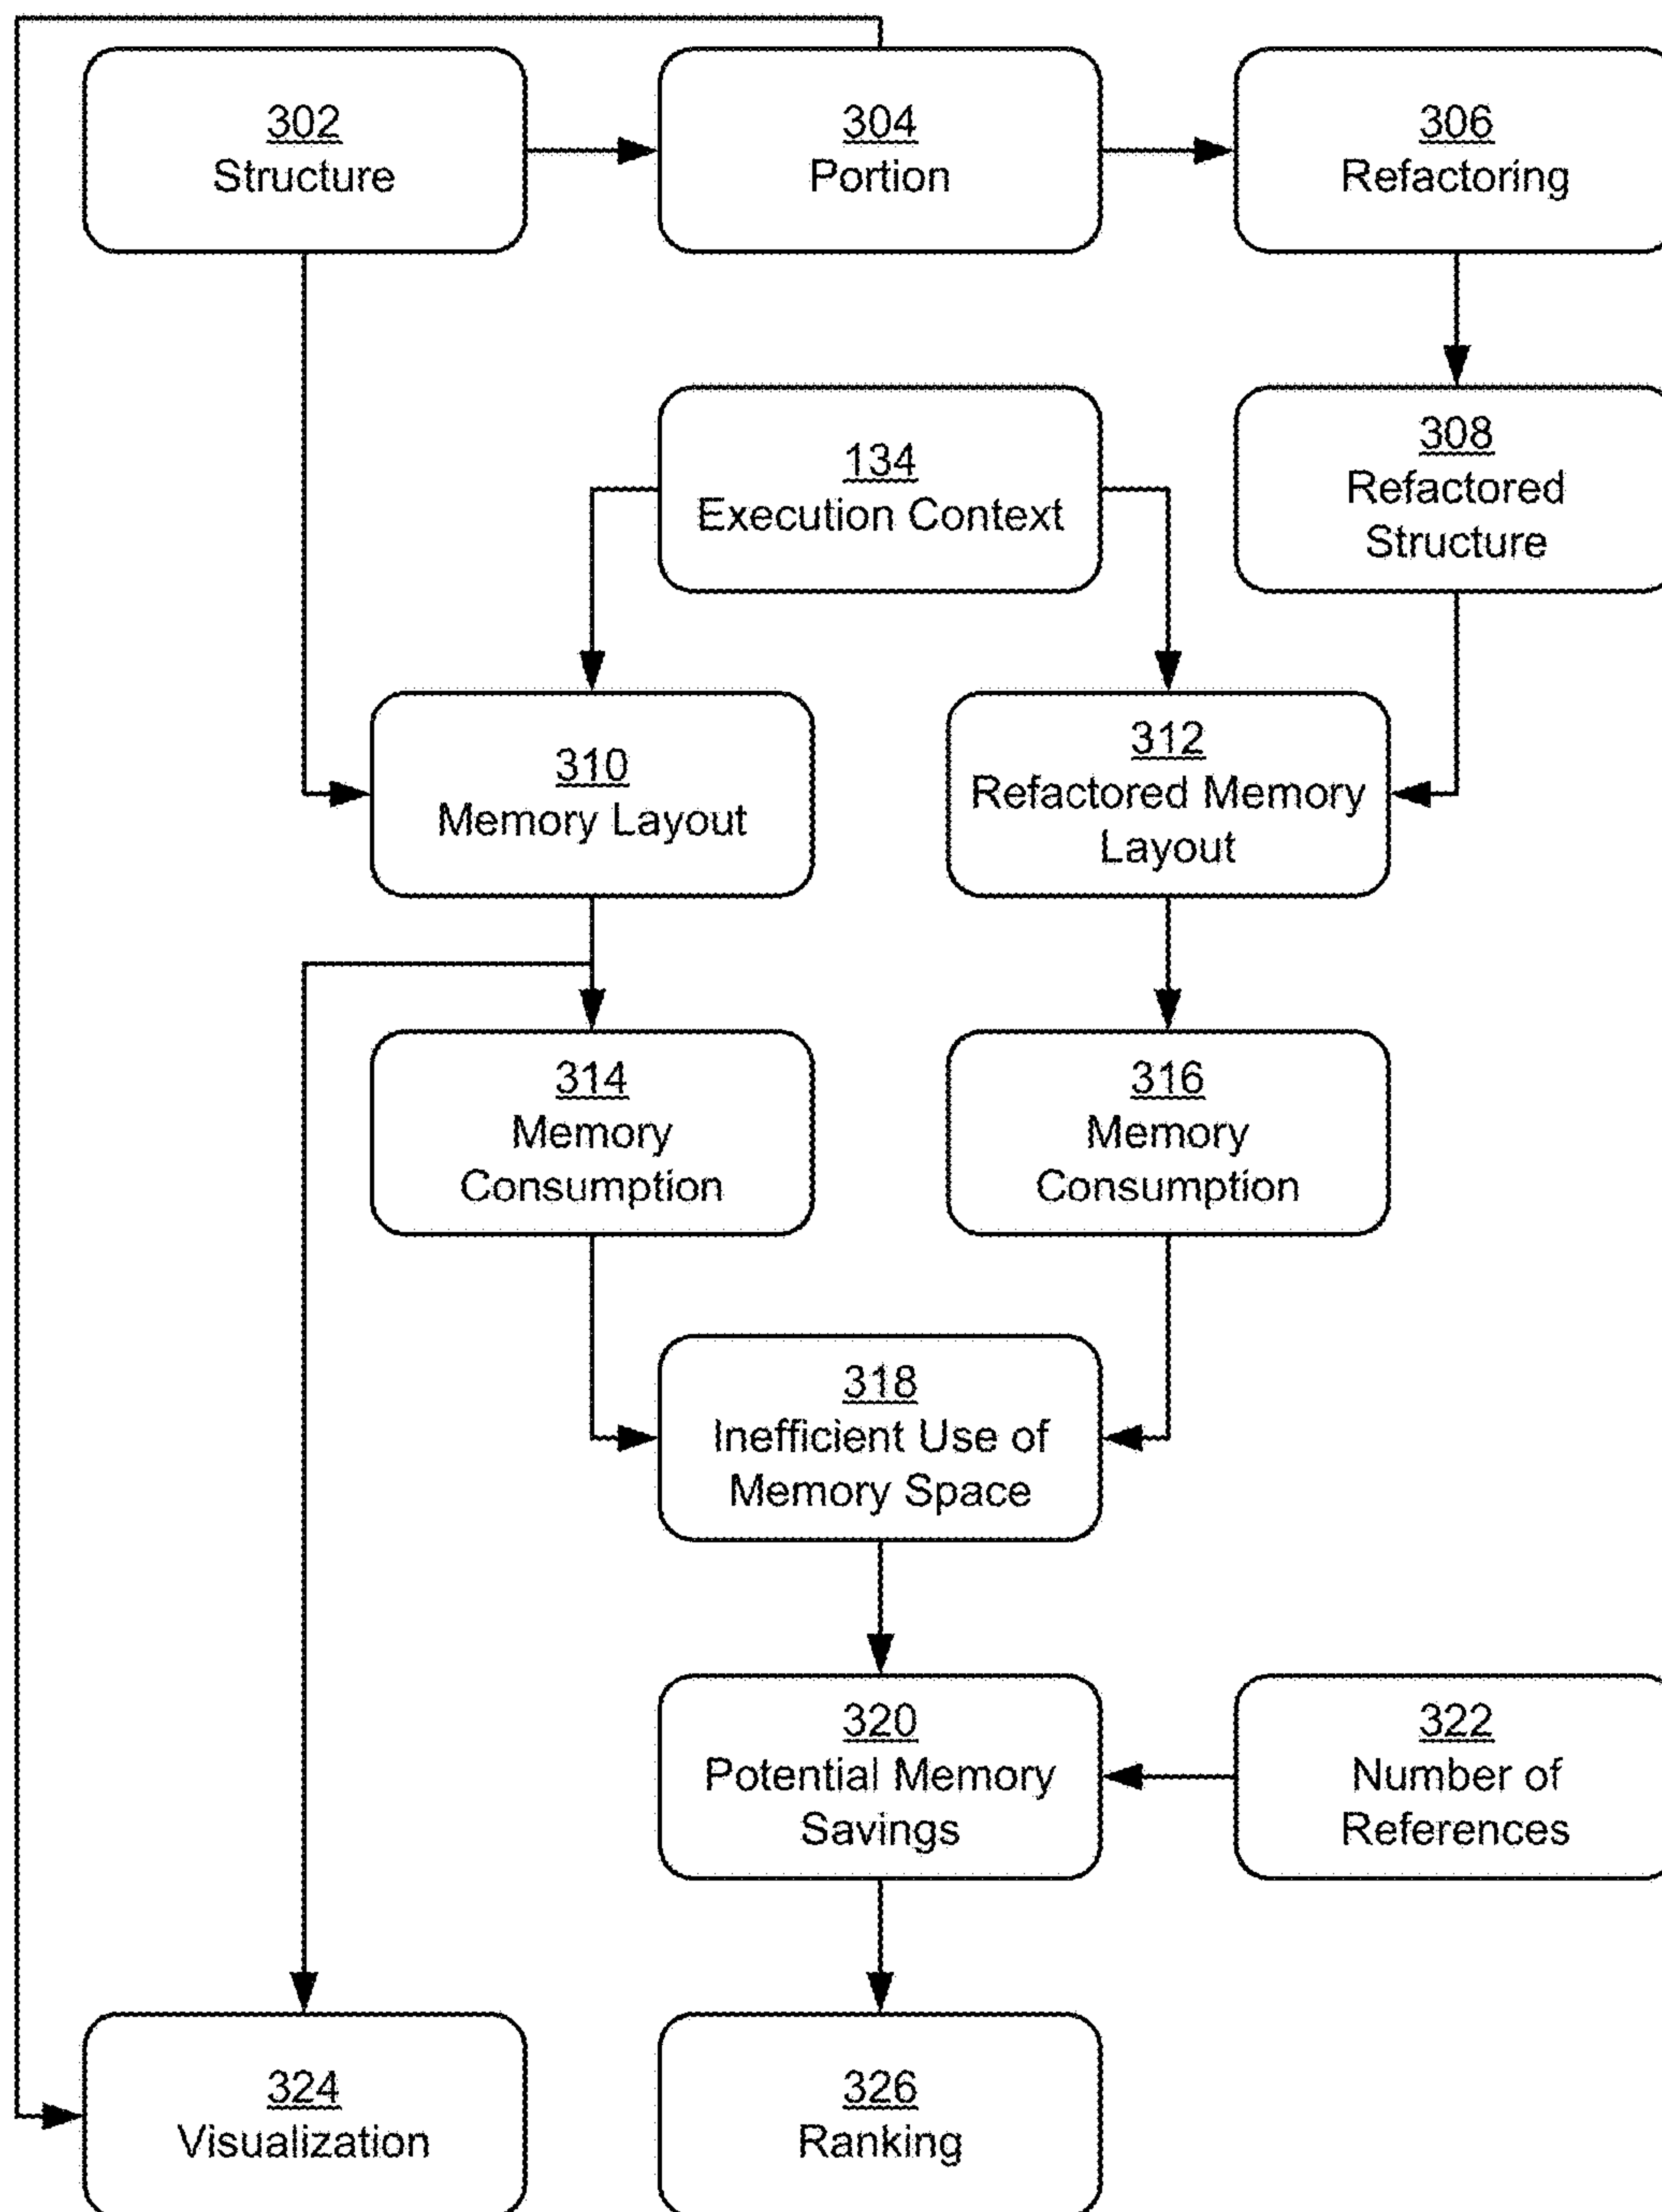 302
Structure
304
Portion
306
Refactoring
134
Execution Context
308
Refactored
Structure
310
Memory Layout
312
Refactored Memory
Layout
314
Memory
Consumption
316
Memory
Consumption
318
Inefficient Use of
Memory Space
320
Potential Memory
Savings
322
Number of
References
324
Visualization
326
Ranking